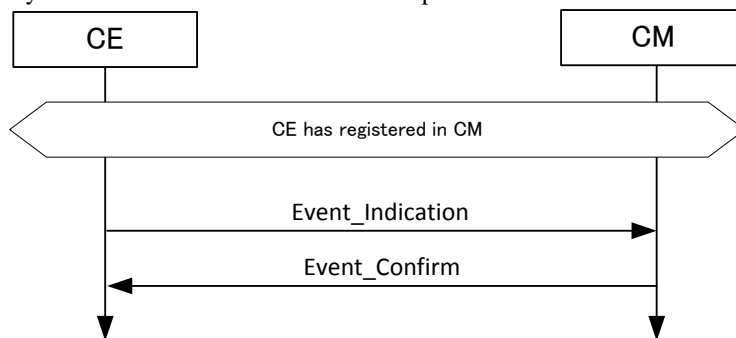 CE
CM
CE has registered in CM
Event_Indication
Event_Confirm